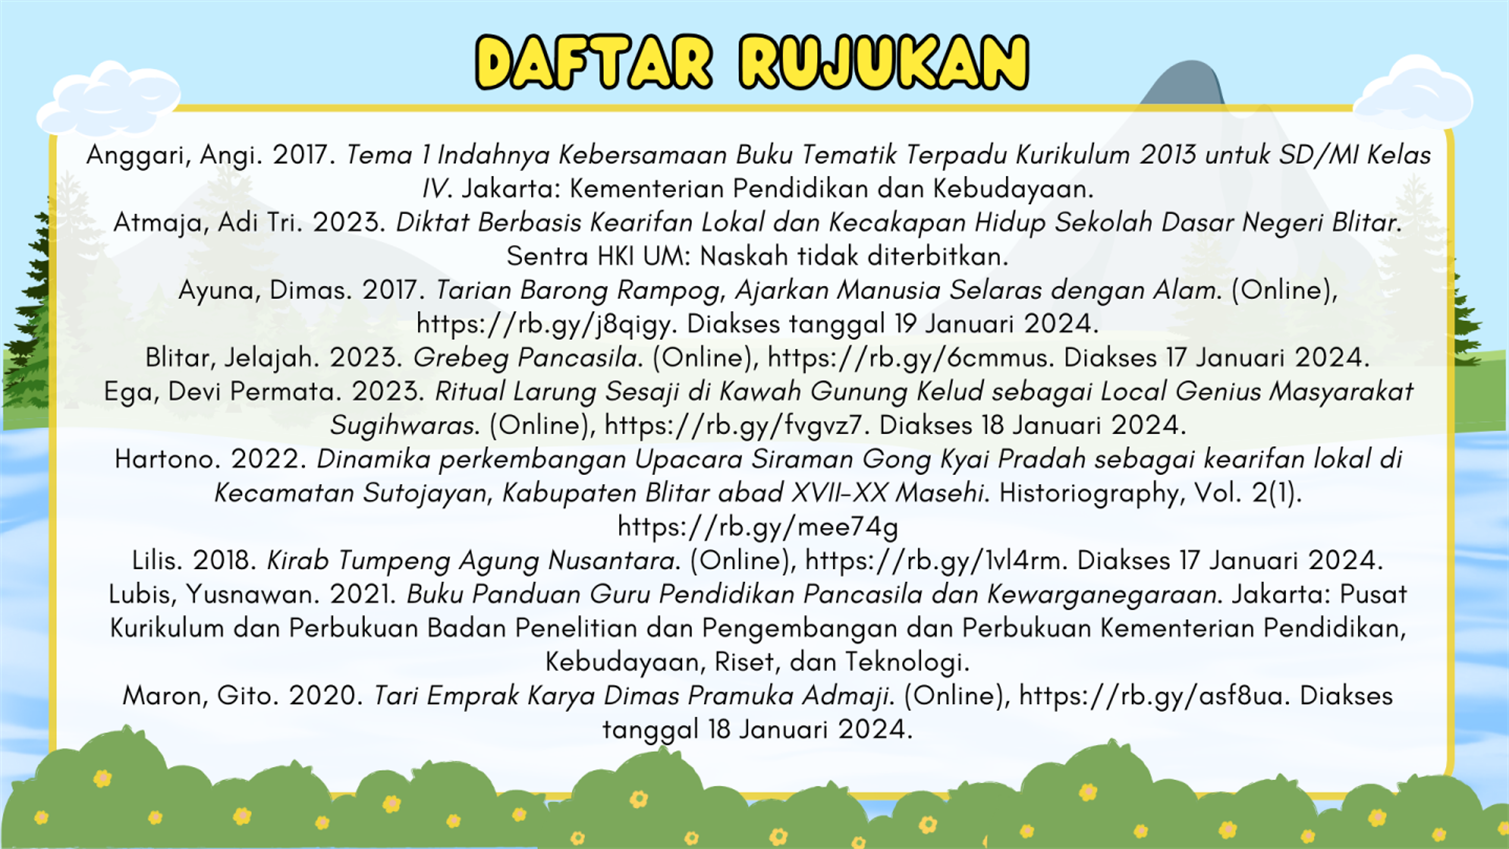 DAFTAR RUJUKAN
Anggari, Angi. 2017. Tema 1 Indahnya Kebersamaan Buku Tematik Terpadu Kurikulum 2013 untuk SD/MI Kelas
IV. Jakarta: Kementerian Pendidikan dan Kebudayaan.
Atmaja, Adi Tri. 2023. Diktat Berbasis Kearifan Lokal dan Kecakapan Hidup Sekolah Dasar Negeri Blitar.
Sentra HKI UM: Naskah tidak diterbitkan.
Ayuna, Dimas. 2017. Tarian Barong Rampog, Ajarkan Manusia Selaras dengan Alam. (Online),
https://rb.gy/j8qigy. Diakses tanggal 19 Januari 2024.
Blitar, Jelajah. 2023. Grebeg Pancasila. (Online), https://rb.gy/6cmmus. Diakses 17 Januari 2024.
Ega, Devi Permata. 2023. Ritual Larung Sesaji di Kawah Gunung Kelud sebagai Local Genius Masyarakat
Sugihwaras. (Online), https://rb.gy/fvgvz7. Diakses 18 Januari 2024.
Hartono. 2022. Dinamika perkembangan Upacara Siraman Gong Kyai Pradah sebagai kearifan lokal di
Kecamatan Sutojayan, Kabupaten Blitar abad XVII-XX Masehi. Historiography, Vol. 2(1).
https://rb.gy/mee74g
Lilis. 2018. Kirab Tumpeng Agung Nusantara. (Online), https://rb.gy/1vl4rm. Diakses 17 Januari 2024.
Lubis, Yusnawan. 2021. Buku Panduan Guru Pendidikan Pancasila dan Kewarganegaraan. Jakarta: Pusat
Kurikulum dan Perbukuan Badan Penelitian dan Pengembangan dan Perbukuan Kementerian Pendidikan,
Kebudayaan, Riset, dan Teknologi.
Maron, Gito. 2020. Tari Emprak Karya Dimas Pramuka Admaji. (Online), https://rb.gy/asf8ua. Diakses
tanggal 18 Januari 2024.